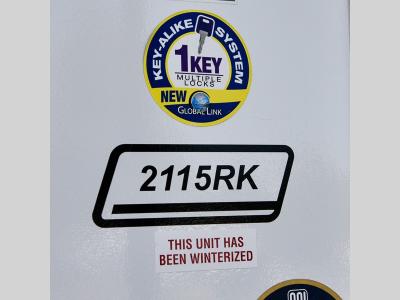 KEY-ALIKE SYSTEM
1KEY
MULTIPLE
LOCKS
NEW
GLOBAL LINK
2115RK
THIS UNIT HAS
BEEN WINTERIZED